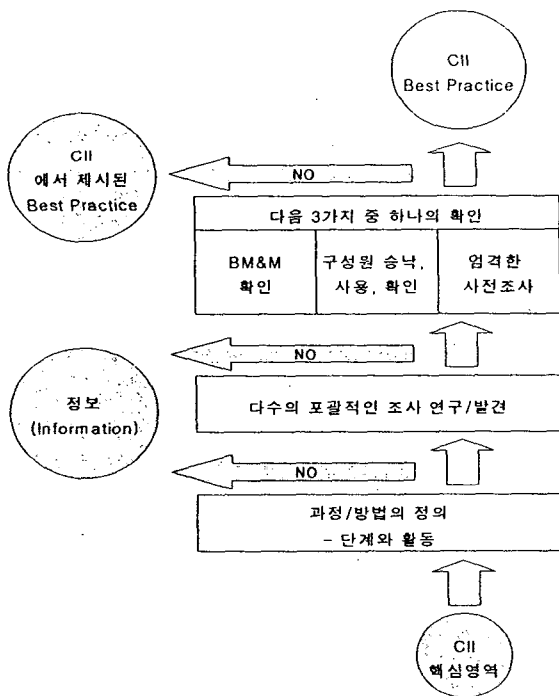 CII
Best Practice
CII
에서 제시된
Best Practice
NO
다음 3가지 중 하나의 확인
BM&M
확인
구성원 승낙,
사용, 확인
엄격한
사전조사
NO
정보
(Information)
다수의 포괄적인 조사 연구/발견
NO
과정/방법의 정의
- 단계와 활동
CII
핵심영역